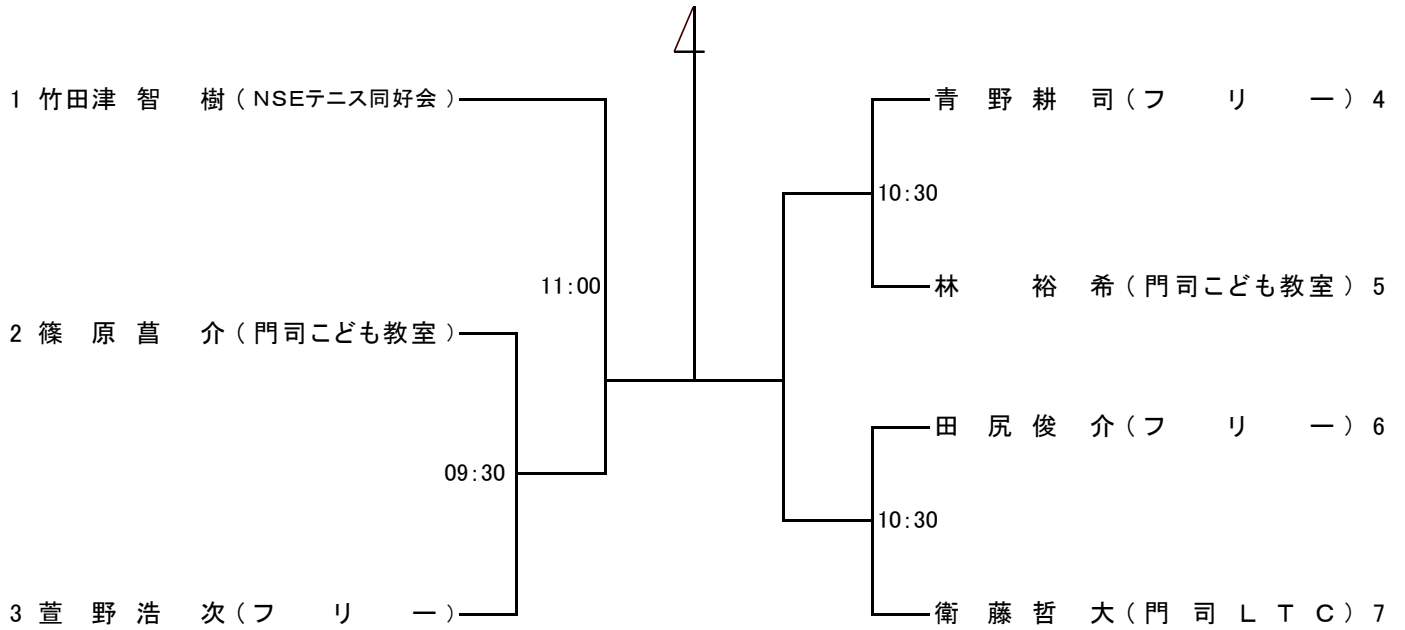 1 竹田津 智 樹 ( NSEテニス同好会 )
11:00
2 篠 原 菖 介 ( 門司こども教室 )
09:30
3 萱 野 浩 次 ( フ リ ー )
青 野 耕 司 ( フ リ ー ) 4
10:30
林 裕 希 ( 門司こども教室 ) 5
田 尻 俊 介 ( フ リ ー ) 6
10:30
衛 藤 哲 大 ( 門 司 L T C ) 7